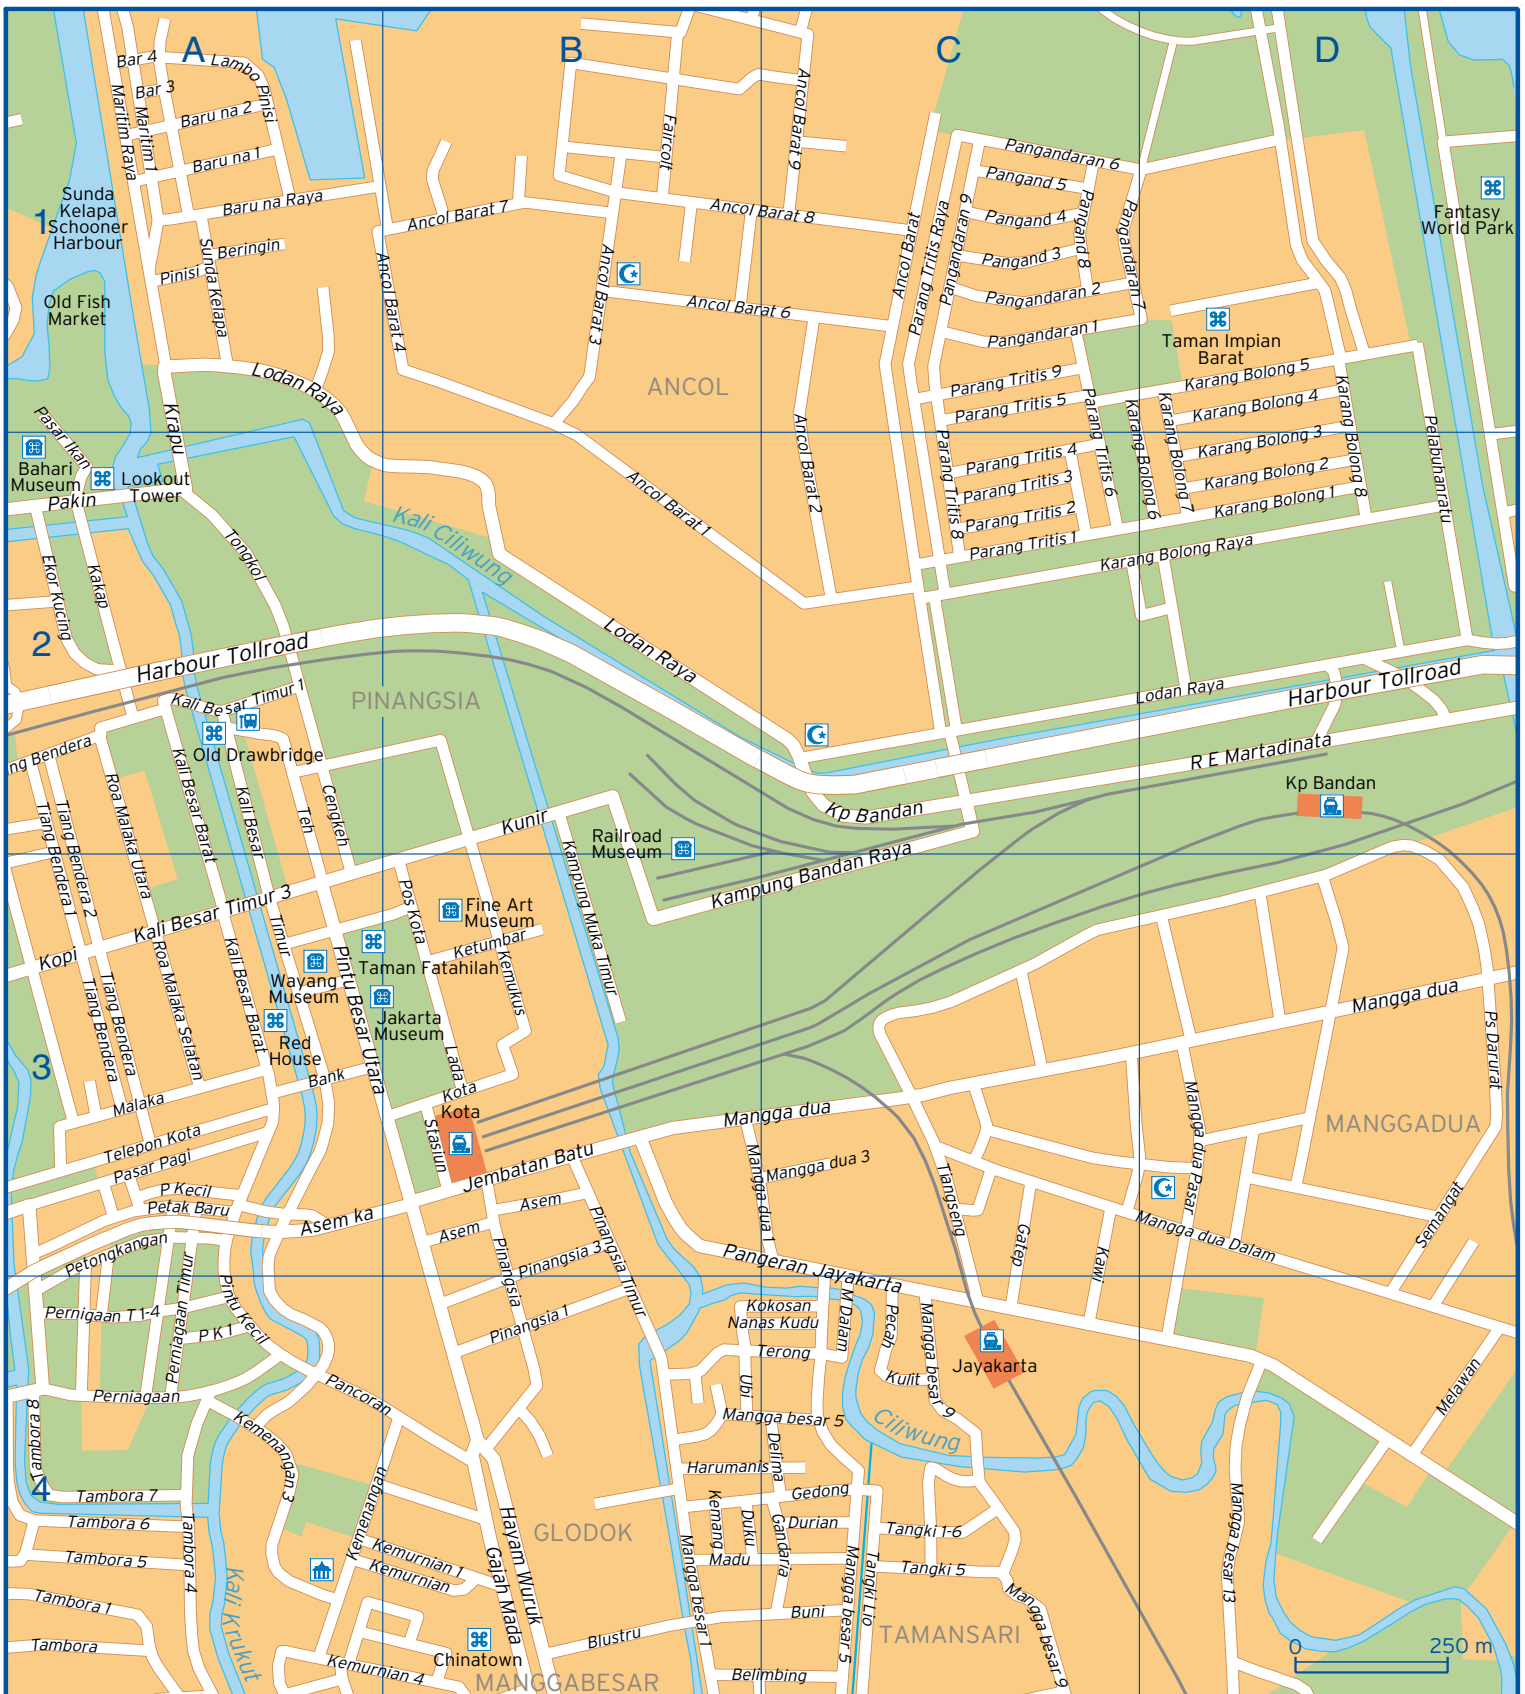 A
B
C
D
1
2
3
4
Bar 4
Lambo Pinisi
Bar 3
Baru na 2
Maritim Raya
Maritim 1
Baru na 1
Baru na Raya
Sunda
Kelapa
Schooner
Harbour
Pinisi
Beringin
Sunda Kelapa
Old Fish
Market
Ancol Barat 4
Ancol Barat 7
Faircolt
Ancol Barat 9
Ancol Barat 8
Ancol Barat 3
Ancol Barat 6
ANCOL
Ancol Barat
Parang Tritis Raya
Pangandaran 9
Pangandaran 6
Pangand 5
Pangand 4
Pangand 3
Pangand 8
Pangandaran 2
Pangandaran 7
Pangandaran 1
Fantasy
World Park
Taman Impian
Barat
Parang Tritis 9
Parang Tritis 5
Karang Bolong 5
Karang Bolong 4
Karang Bolong 3
Karang Bolong 2
Karang Bolong 1
Karang Bolong 6
Karang Bolong 7
Karang Bolong 8
Pelabuhanratu
Parang Tritis 4
Parang Tritis 3
Parang Tritis 2
Parang Tritis 1
Parang Tritis 6
Parang Tritis 8
Karang Bolong Raya
Lodan Raya
Krapu
Pasar Ikan
Bahari
Museum
Lookout
Tower
Pakin
Tongkol
Ekor Kucing
Kakap
Kali Ciliwung
Ancol Barat 1
Ancol Barat 2
Lodan Raya
Harbour Tollroad
PINANGSIA
Lodan Raya
Harbour Tollroad
R E Martadinata
Kp Bandan
Kp Bandan
Kali Besar Timur 1
Old Drawbridge
ng Bendera
Tiang Bendera 1
Tiang Bendera 2
Roa Malaka Utara
Kali Besar Barat
Kali Besar
Timur
Teh
Cengkeh
Kunir
Railroad
Museum
Kampung Bandan Raya
Kampung Muka Timur
Kali Besar Timur 3
Kopi
Fine Art
Museum
Pos Kota
Ketumbar
Kemukus
Taman Fatahilah
Wayang
Museum
Jakarta
Museum
Red
House
Pintu Besar Utara
Tiang Bendera
Tiang Bendera
Roa Malaka Selatan
Kali Besar Barat
Bank
Lada
Kota
Kota
Stasiun
Malaka
Telepon Kota
Pasar Pagi
P Kecil
Petak Baru
Asem ka
Jembatan Batu
Mangga dua
Mangga dua
Mangga dua 3
Mangga dua 1
Tiangseng
Mangga dua Pasar
Ps Darurat
MANGGADUA
Semangat
Mangga dua Dalam
Gatep
Kawi
Asem
Asem
Pinangsia
Pinangsia 3
Pinangsia 1
Pinangsia Timur
Pangeran Jayakarta
Petongkangan
Pernigaan T1-4
Perniagaan Timur
Pintu Kecil
P K 1
Perniagaan
Pancoran
Tambora 8
Kemenangan 3
Kemenangan
Kokosan
Nanas Kudu
M Dalam
Pecah
Mangga besar 9
Terong
Kulit
Ubi
Mangga besar 5
Jayakarta
Ciliwung
Melawan
Mangga besar 13
Delima
Harumanis
Gedong
Kemang
Duku
Gandaria
Durian
Madu
Mangga besar 5
Tangki Lio
Tangki 1-6
Tangki 5
Mangga besar 9
Buni
Blustru
Mangga besar 1
Belimbing
TAMANSARI
GLODOK
Hayam Wuruk
Gajah Mada
Tambora 7
Tambora 6
Tambora 5
Tambora 4
Tambora 1
Tambora
Kali Krukut
Kemurnian 1
Kemurnian
Kemurnian 4
Chinatown
MANGGABESAR
0
250 m